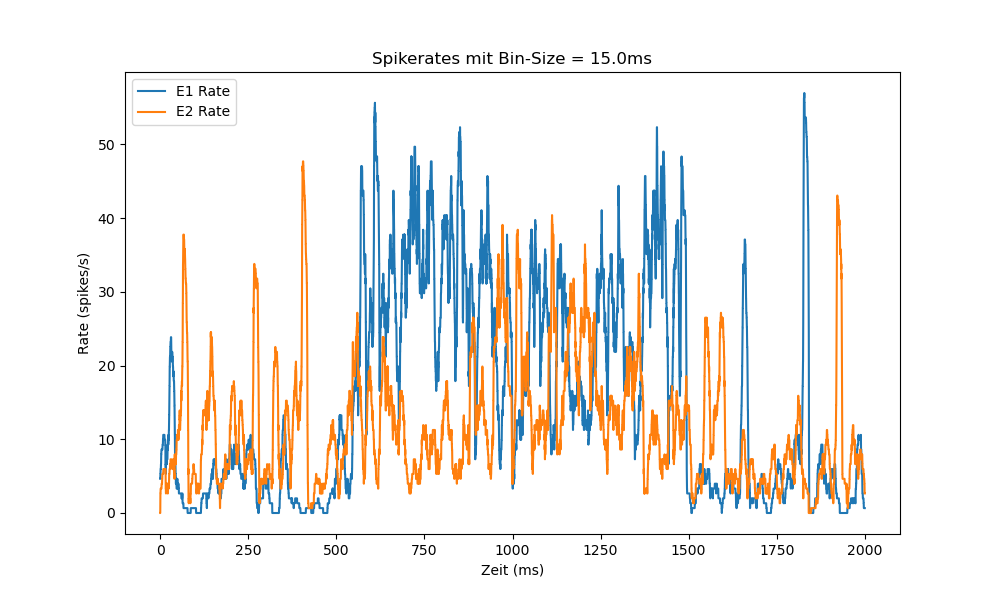 Spikerates mit Bin-Size = 15.0ms
E1 Rate
E2 Rate
50
40
30
20
10
0
Rate (spikes/s)
0 250 500 750 1000 1250 1500 1750 2000
Zeit (ms)